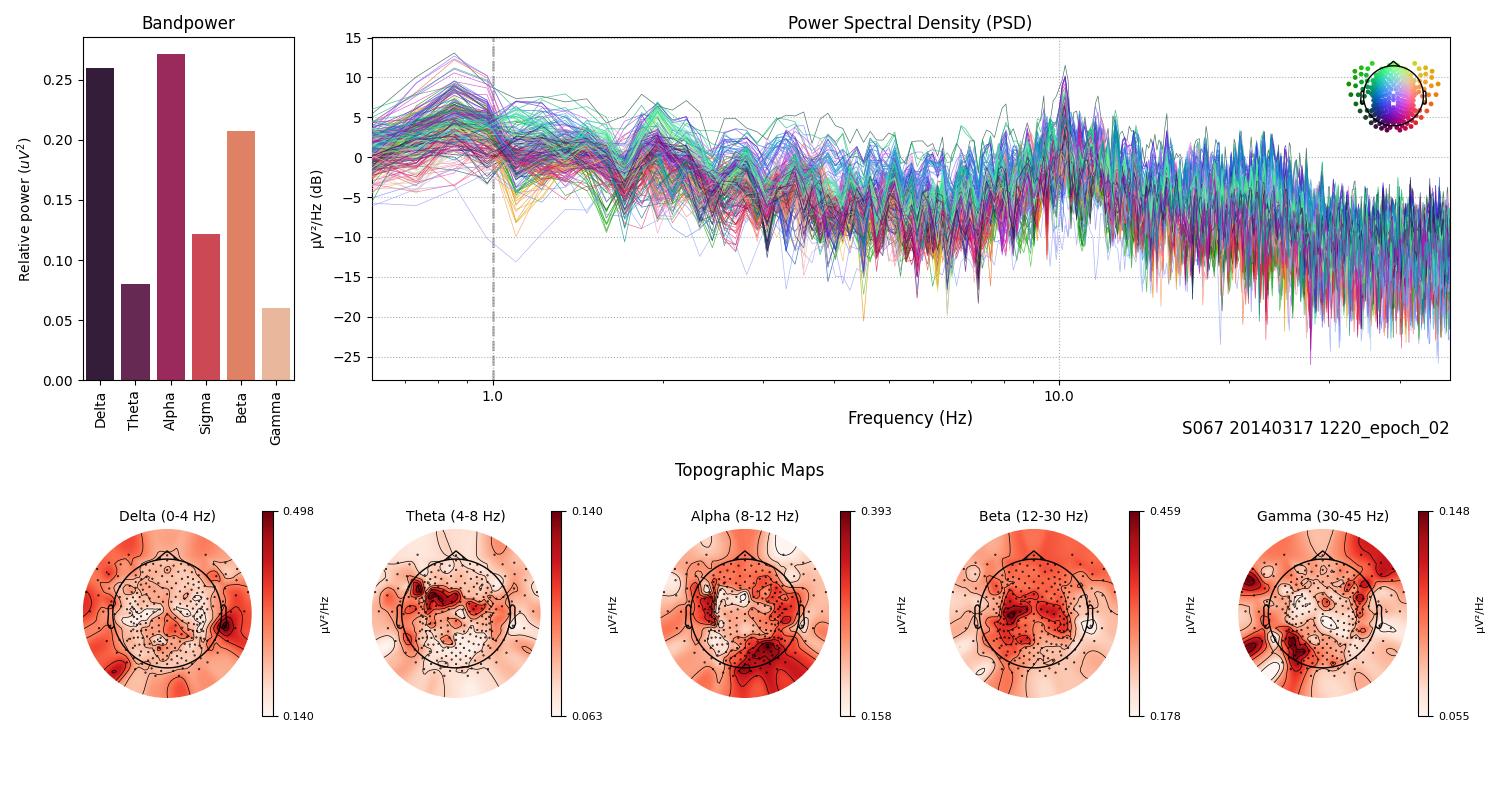 Bandpower
Power Spectral Density (PSD)
Relative power (uV²)
0.25
0.20
0.15
0.10
0.05
0.00
Delta
Theta
Alpha
Sigma
Beta
Gamma
µV²/Hz (dB)
15
10
5
0
−5
−10
−15
−20
−25
1.0
10.0
Frequency (Hz)
S067 20140317 1220_epoch_02
Topographic Maps
Delta (0-4 Hz)
0.498
0.140
µV²/Hz
Theta (4-8 Hz)
0.140
0.063
µV²/Hz
Alpha (8-12 Hz)
0.393
0.158
µV²/Hz
Beta (12-30 Hz)
0.459
0.178
µV²/Hz
Gamma (30-45 Hz)
0.148
0.055
µV²/Hz